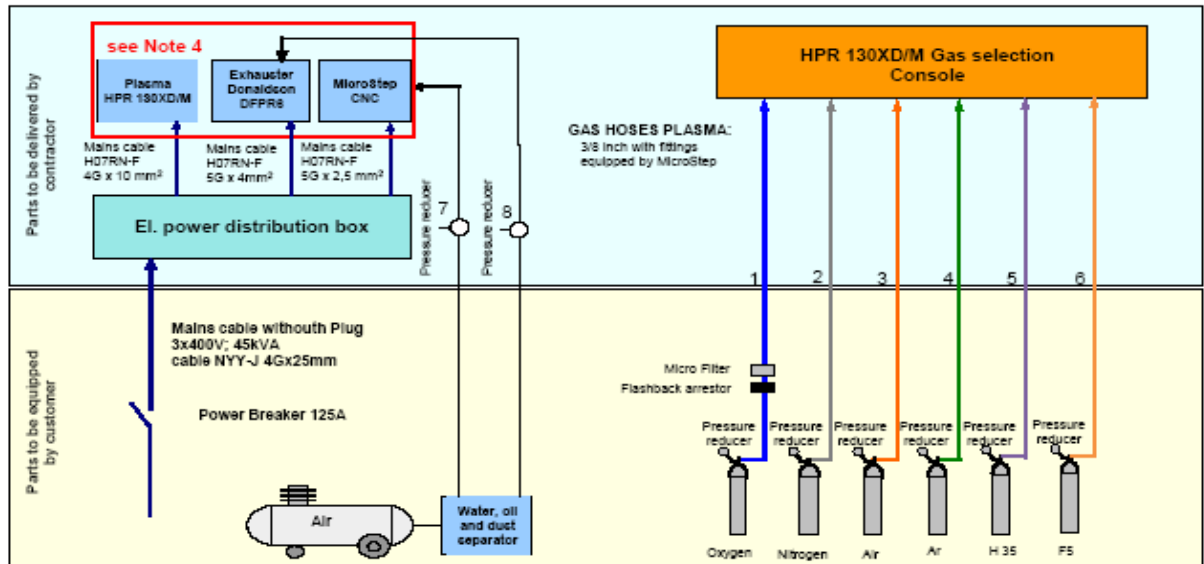 Parts to be delivered by
contractor
see Note 4
Plasma
HPR 130XD/M
Exhauster
Donaldson
DFPR6
MicroStep
CNC
Mains cable
H07RN-F
4G x 10 mm²
Mains cable
H07RN-F
5G x 4mm²
Mains cable
H07RN-F
5G x 2,5 mm²
El. power distribution box
Pressure reducer
7
Pressure reducer
8
HPR 130XD/M Gas selection
Console
GAS HOSES PLASMA:
3/8 inch with fittings
equipped by MicroStep
1
2
3
4
5
6
Parts to be equipped
by customer
Mains cable withouth Plug
3x400V; 45kVA
cable NYY-J 4Gx25mm
Power Breaker 125A
Air
Water, oil
and dust
separator
Micro Filter
Flashback arrestor
Pressure
reducer
Pressure
reducer
Pressure
reducer
Pressure
reducer
Pressure
reducer
Pressure
reducer
Oxygen
Nitrogen
Air
Ar
H 35
F5